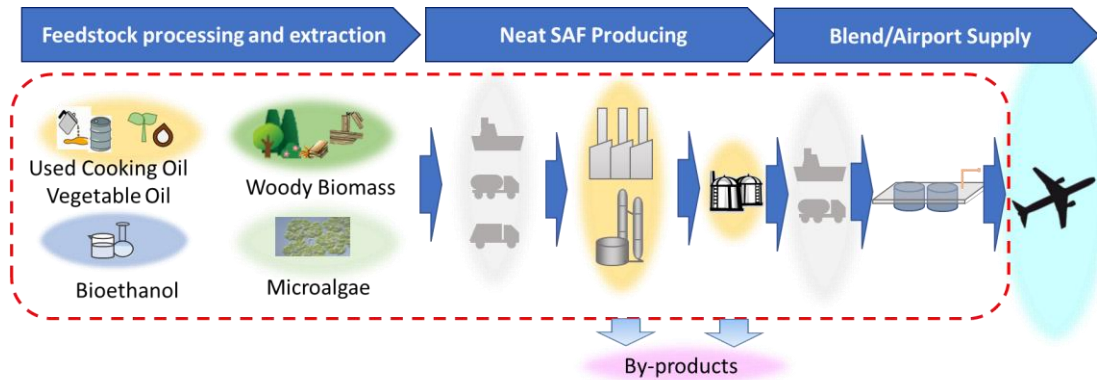 Feedstock processing and extraction
Neat SAF Producing
Blend/Airport Supply
Used Cooking Oil
Vegetable Oil
Woody Biomass
Bioethanol
Microalgae
By-products